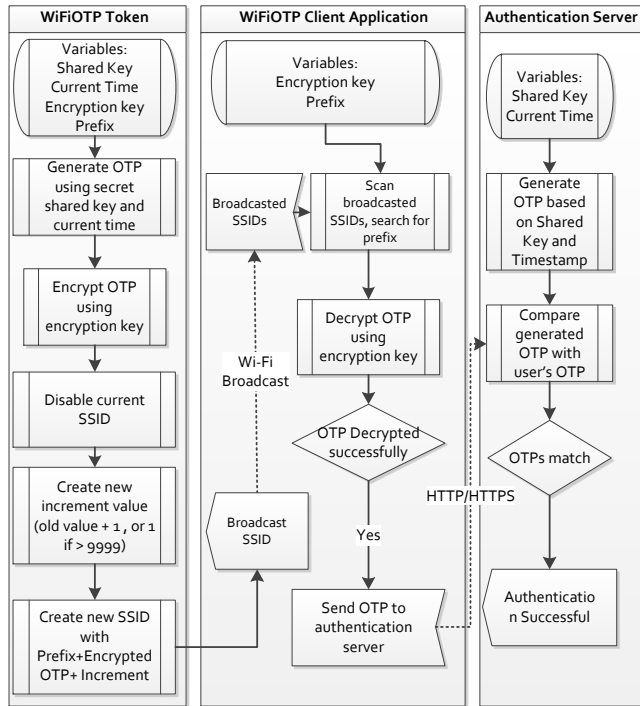 WiFiOTP Token
Variables:
Shared Key
Current Time
Encryption key
Prefix
Generate OTP
using secret
shared key and
current time
Encrypt OTP
using
encryption key
Disable current
SSID
Create new
increment value
(old value + 1 , or 1
if > 9999)
Create new SSID
with
Prefix+Encrypted
OTP+ Increment
WiFiOTP Client Application
Variables:
Encryption key
Prefix
Broadcasted
SSIDs
Scan
broadcasted
SSIDs, search for
prefix
Wi-Fi
Broadcast
Decrypt OTP
using
encryption key
OTP Decrypted
successfully
Broadcast
SSID
Yes
Send OTP to
authentication
server
HTTP/HTTPS
Authentication Server
Variables:
Shared Key
Current Time
Generate
OTP based
on Shared
Key and
Timestamp
Compare
generated
OTP with
user's OTP
OTPs match
Authenticatio
n Successful